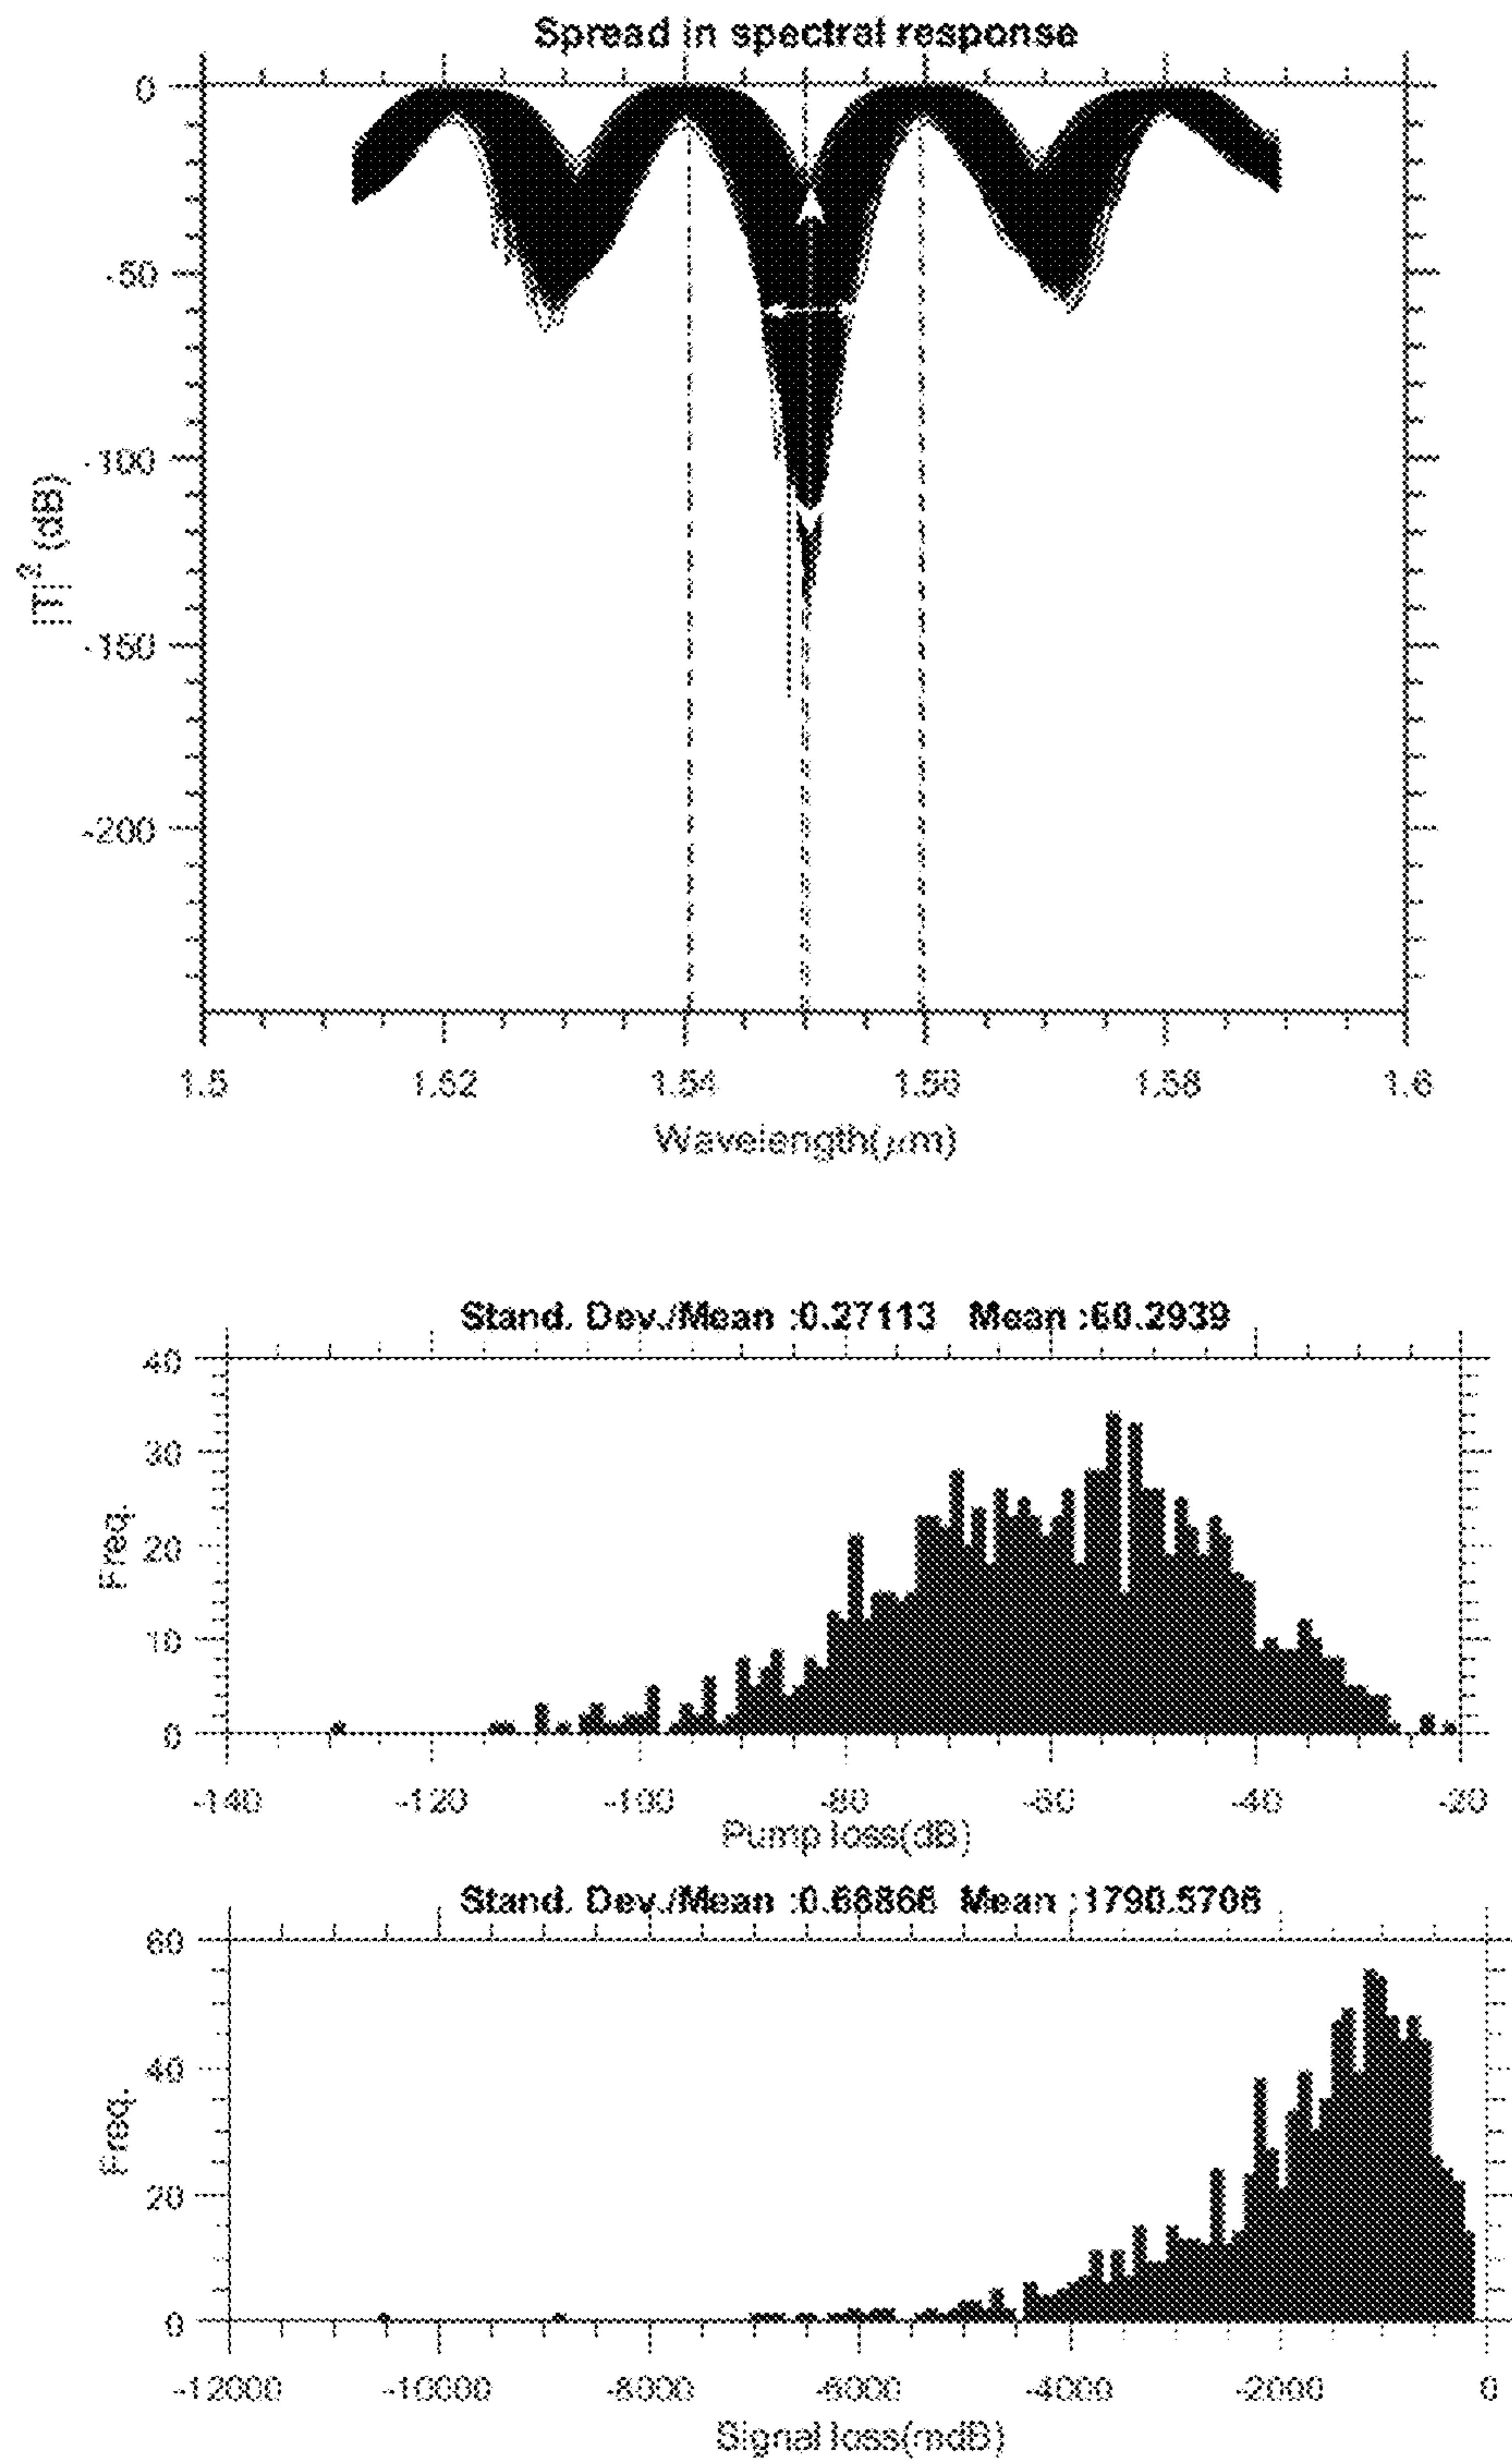 Spread in spectral response
0
-50
-100
-150
-200
|T|² (dB)
1.5 1.52 1.54 1.56 1.58 1.6
Wavelength(μm)
Stand. Dev./Mean :0.27113 Mean :60.2939
40
30
20
10
0
Freq.
-140 -120 -100 -80 -60 -40 -20
Pump loss(dB)
Stand. Dev./Mean :0.68866 Mean :1790.5706
60
40
20
0
Freq.
-12000 -10000 -8000 -6000 -4000 -2000 0
Signal loss(mdB)